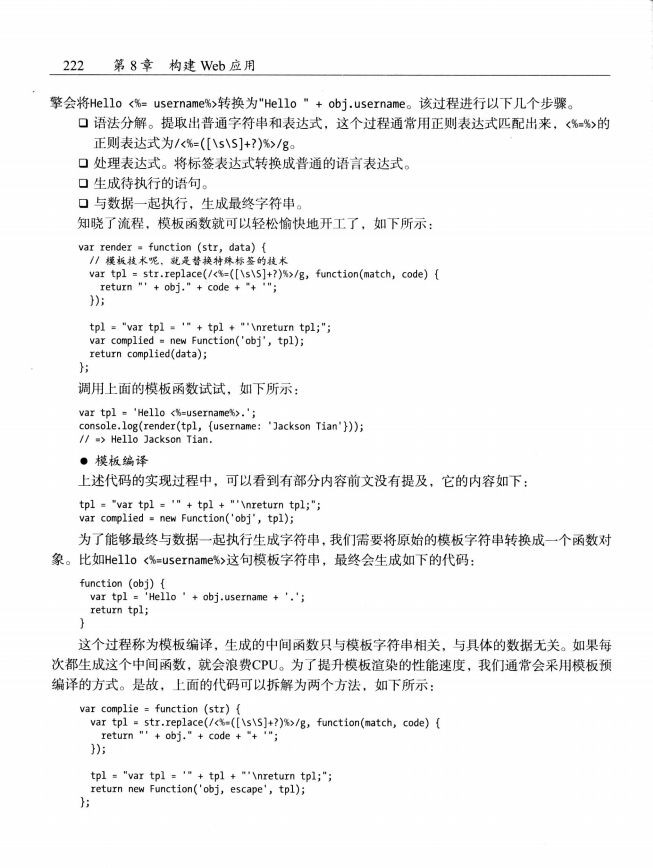 222 第8章 构建 Web 应用
擎会将Hello <%= username%>转换为"Hello " + obj.username。该过程进行以下几个步骤。
❑ 语法分解。提取出普通字符串和表达式，这个过程通常用正则表达式匹配出来，<%=%>的
正则表达式为/<%=([\s\S]+?)%>/g。
❑ 处理表达式。将标签表达式转换成普通的语言表达式。
❑ 生成待执行的语句。
❑ 与数据一起执行，生成最终字符串。
知晓了流程，模板函数就可以轻松愉快地开工了，如下所示：
var render = function (str, data) {
// 模板技术呢，就是替换特殊标签的技术
var tpl = str.replace(/<%=([\s\S]+?)%>/g, function(match, code) {
return "' + obj." + code + "+ '";
});
tpl = "var tpl = '" + tpl + "'\nreturn tpl;";
var complied = new Function('obj', tpl);
return complied(data);
};
调用上面的模板函数试试，如下所示：
var tpl = 'Hello <%=username%>.';
console.log(render(tpl, {username: 'Jackson Tian'}));
// => Hello Jackson Tian.
● 模板编译
上述代码的实现过程中，可以看到有部分内容前文没有提及，它的内容如下：
tpl = "var tpl = '" + tpl + "'\nreturn tpl;";
var complied = new Function('obj', tpl);
为了能够最终与数据一起执行生成字符串，我们需要将原始的模板字符串转换成一个函数对
象。比如Hello <%=username%>这句模板字符串，最终会生成如下的代码：
function (obj) {
var tpl = 'Hello ' + obj.username + '.';
return tpl;
}
这个过程称为模板编译，生成的中间函数只与模板字符串相关，与具体的数据无关。如果每
次都生成这个中间函数，就会浪费CPU。为了提升模板渲染的性能速度，我们通常会采用模板预
编译的方式。是故，上面的代码可以拆解为两个方法，如下所示：
var complie = function (str) {
var tpl = str.replace(/<%=([\s\S]+?)%>/g, function(match, code) {
return "' + obj." + code + "+ '";
});
tpl = "var tpl = '" + tpl + "'\nreturn tpl;";
return new Function('obj, escape', tpl);
};